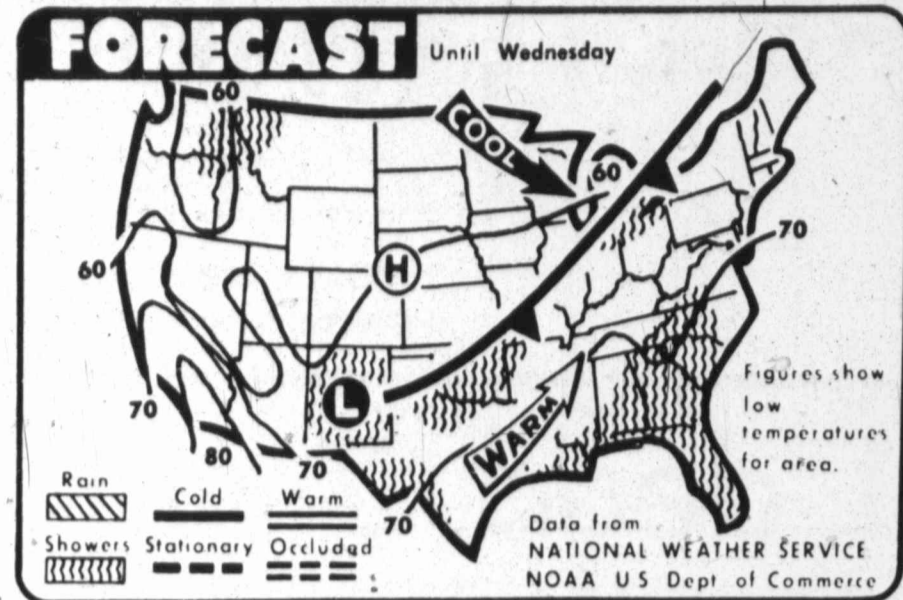 FORECAST
Until Wednesday
60
COOL
60
70
60
H
L
WARM
70
80
70
70
Figures show
low
temperatures
for area.
Rain
Cold
Warm
Showers
Stationary
Occluded
Data from
NATIONAL WEATHER SERVICE
NOAA US Dept of Commerce